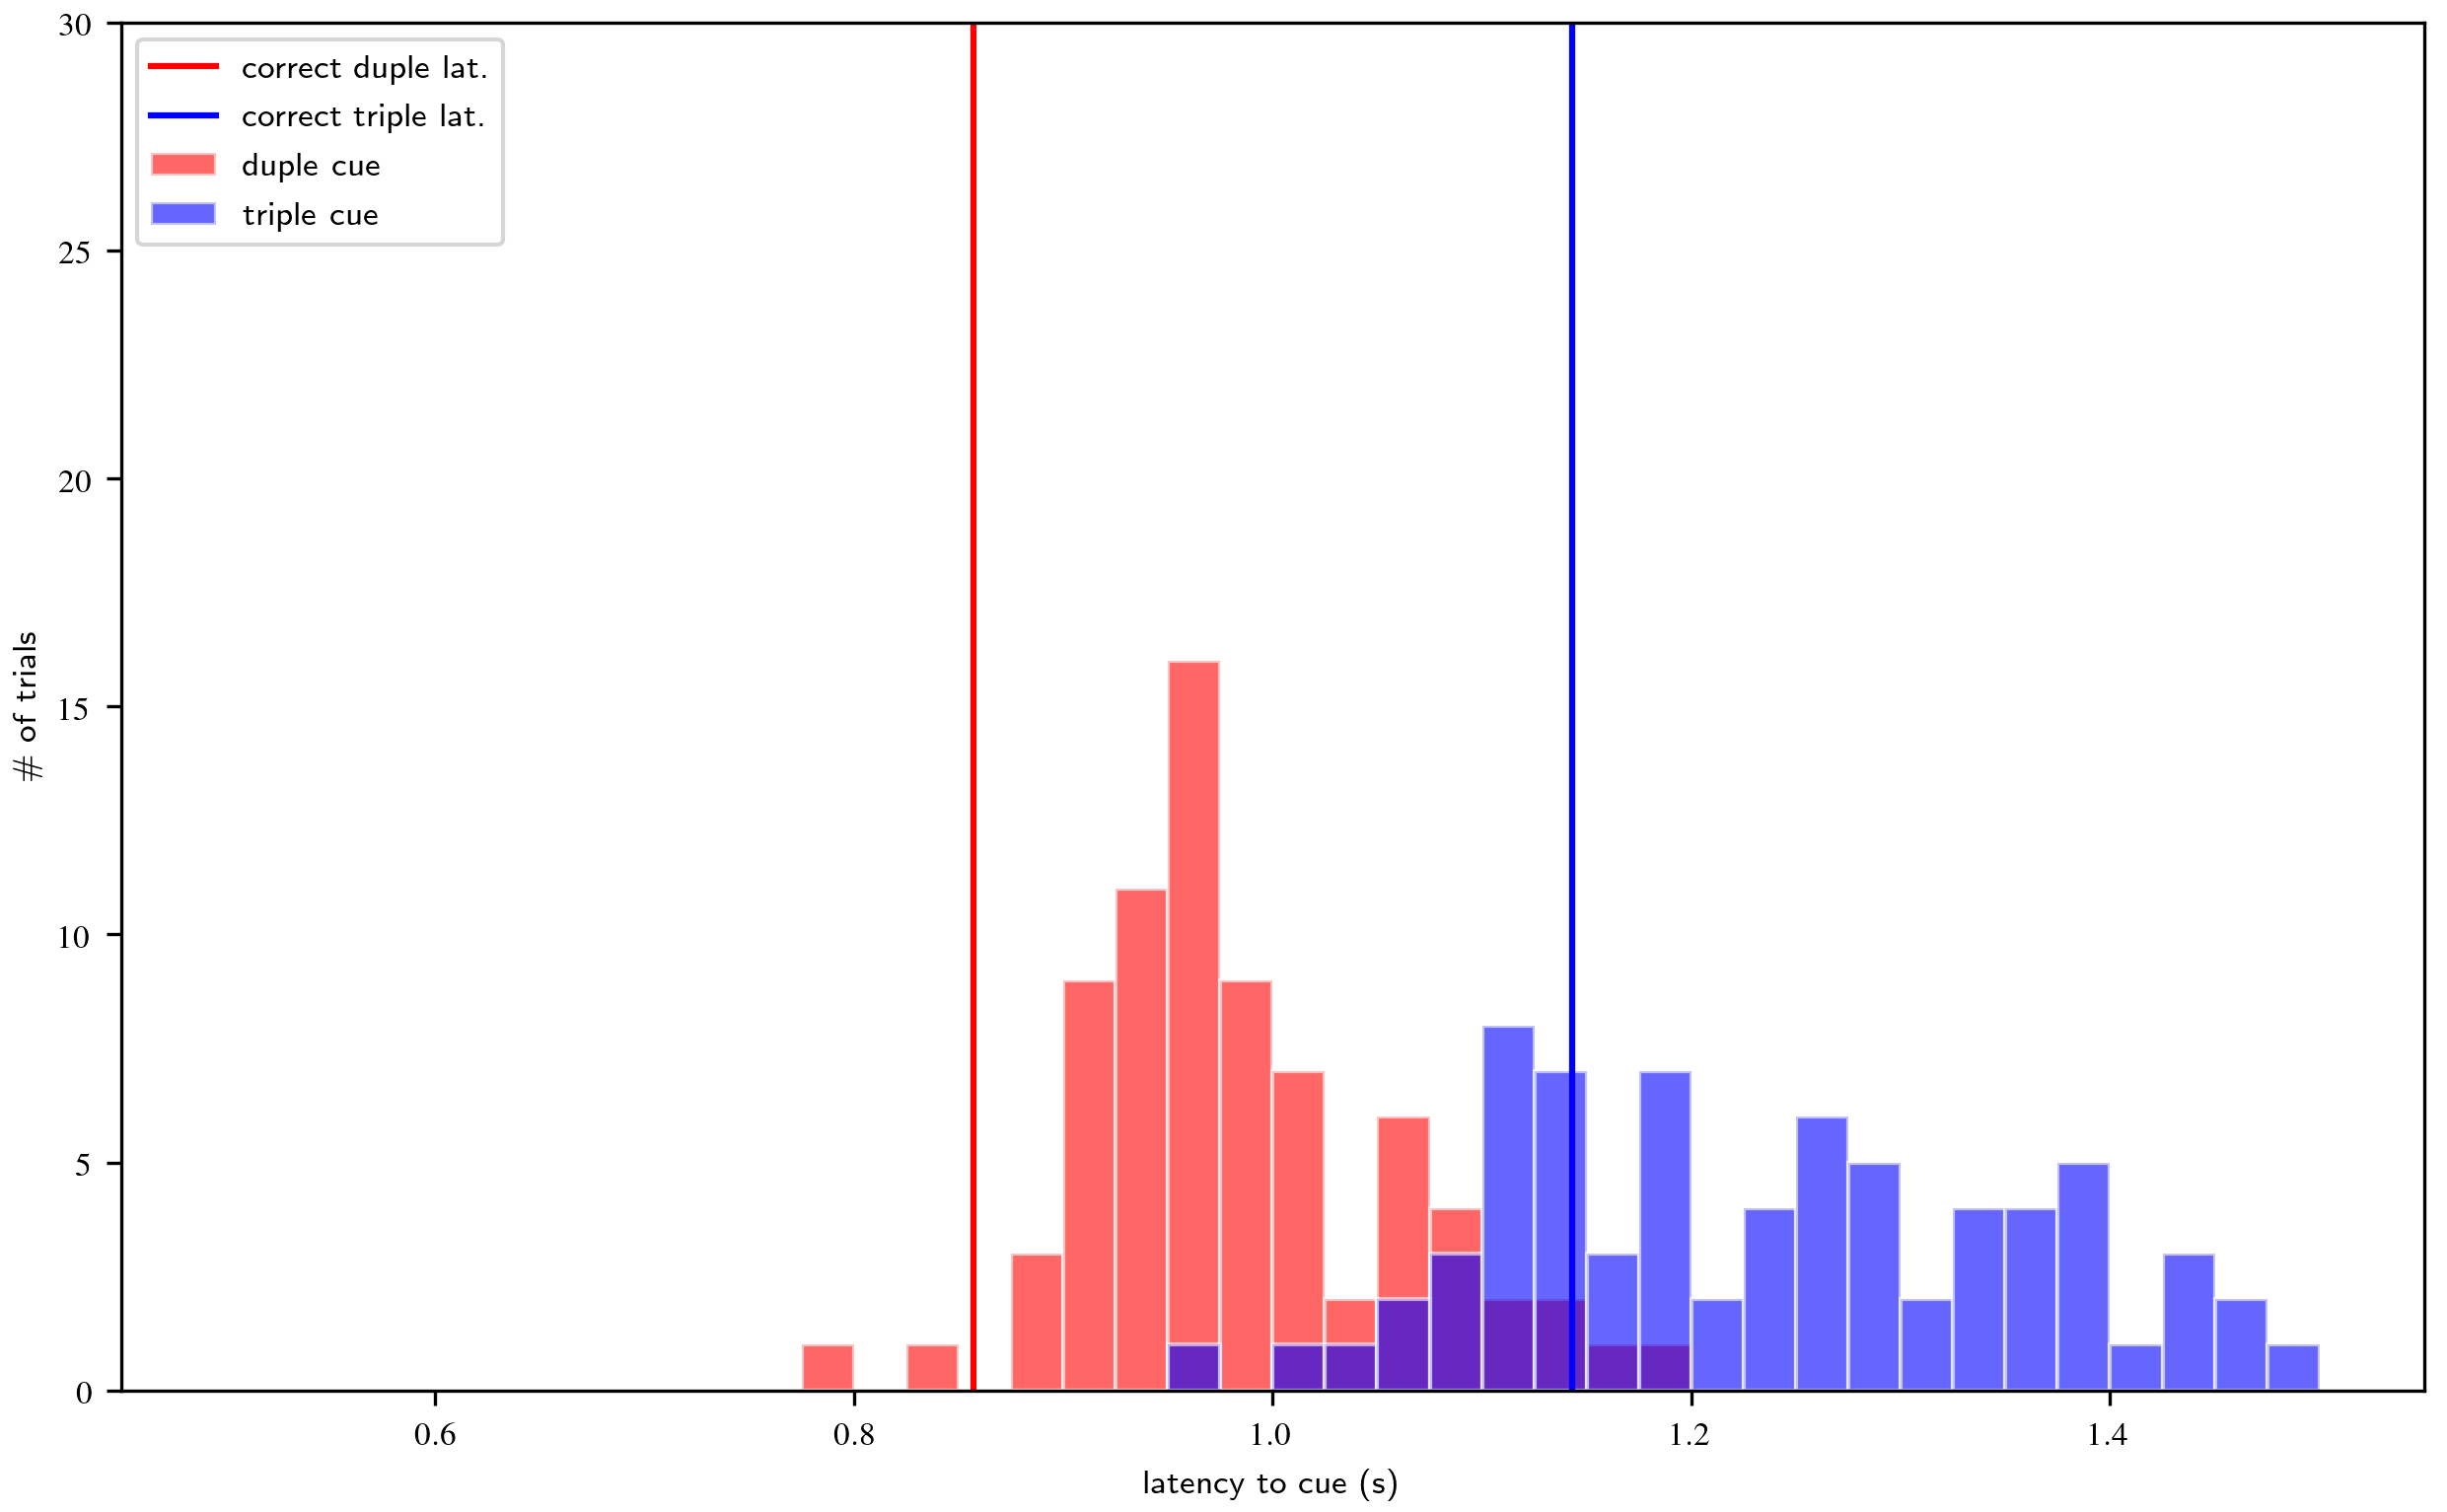 correct duple lat.
correct triple lat.
duple cue
triple cue
30
25
20
15
10
5
0
# of trials
0.6 0.8 1.0 1.2 1.4
latency to cue (s)